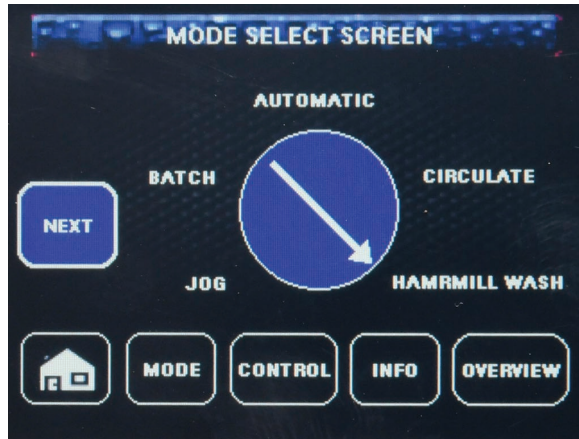 MODE SELECT SCREEN
AUTOMATIC
BATCH
CIRCULATE
NEXT
JOG
HAMRMILL WASH
MODE
CONTROL
INFO
OVERVIEW